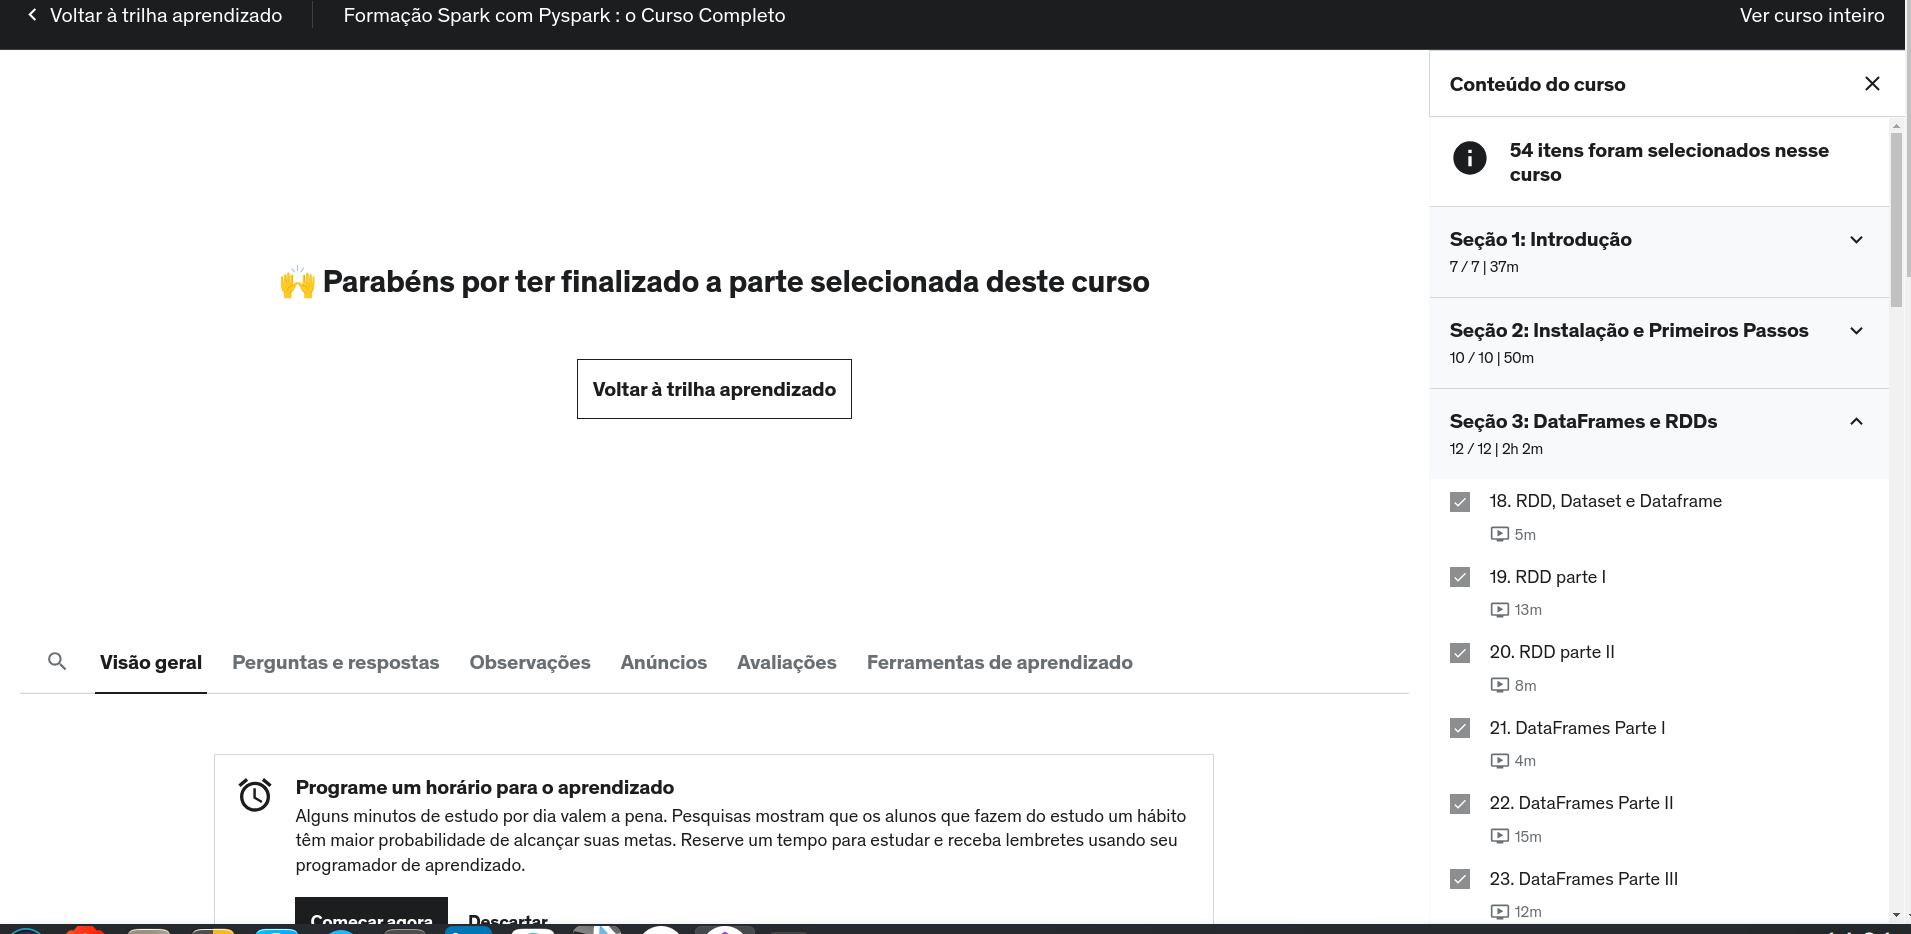 Voltar à trilha aprendizado
Formação Spark com Pyspark : o Curso Completo
Ver curso inteiro
🙌 Parabéns por ter finalizado a parte selecionada deste curso
Voltar à trilha aprendizado
Visão geral
Perguntas e respostas
Observações
Anúncios
Avaliações
Ferramentas de aprendizado
Programe um horário para o aprendizado
Alguns minutos de estudo por dia valem a pena. Pesquisas mostram que os alunos que fazem do estudo um hábito
têm maior probabilidade de alcançar suas metas. Reserve um tempo para estudar e receba lembretes usando seu
programador de aprendizado.
Começar agora
Descartar
Conteúdo do curso
54 itens foram selecionados nesse
curso
Seção 1: Introdução
7 / 7 | 37m
Seção 2: Instalação e Primeiros Passos
10 / 10 | 50m
Seção 3: DataFrames e RDDs
12 / 12 | 2h 2m
18. RDD, Dataset e Dataframe
5m
19. RDD parte I
13m
20. RDD parte II
8m
21. DataFrames Parte I
4m
22. DataFrames Parte II
15m
23. DataFrames Parte III
12m